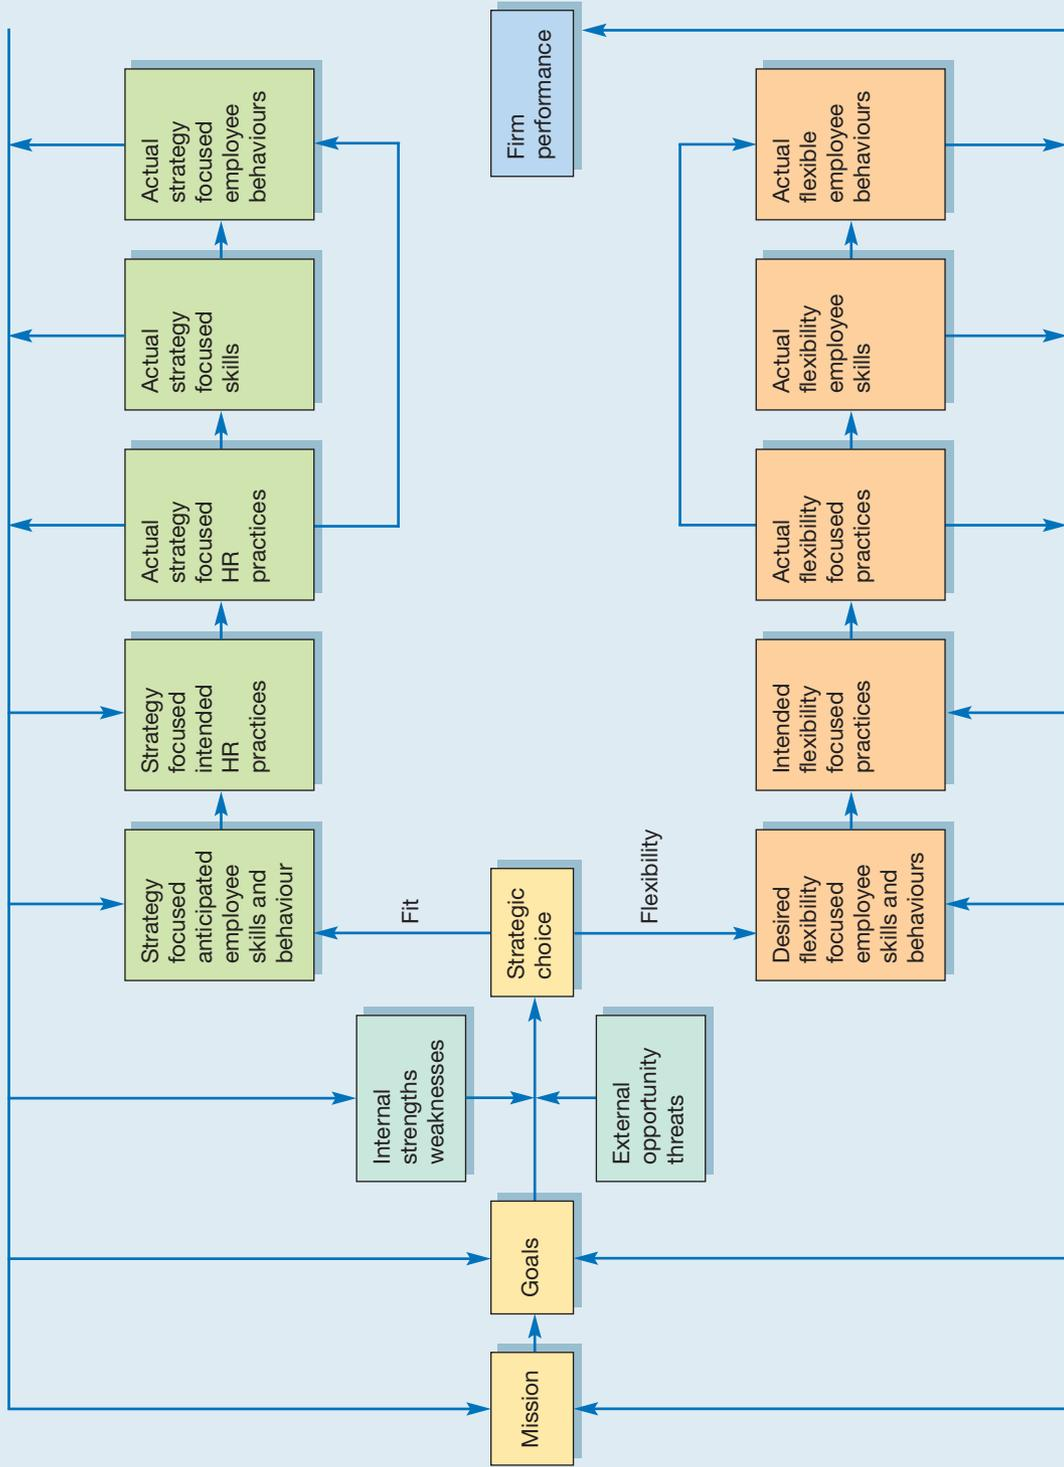 Mission
Goals
Internal
strengths
weaknesses
External
opportunity
threats
Strategic
choice
Fit
Flexibility
Strategy
focused
anticipated
employee
skills and
behaviour
Strategy
focused
intended
HR
practices
Actual
strategy
focused
HR
practices
Actual
strategy
focused
skills
Actual
strategy
focused
employee
behaviours
Firm
performance
Desired
flexibility
focused
employee
skills and
behaviours
Intended
flexibility
focused
practices
Actual
flexibility
focused
practices
Actual
flexibility
employee
skills
Actual
flexible
employee
behaviours